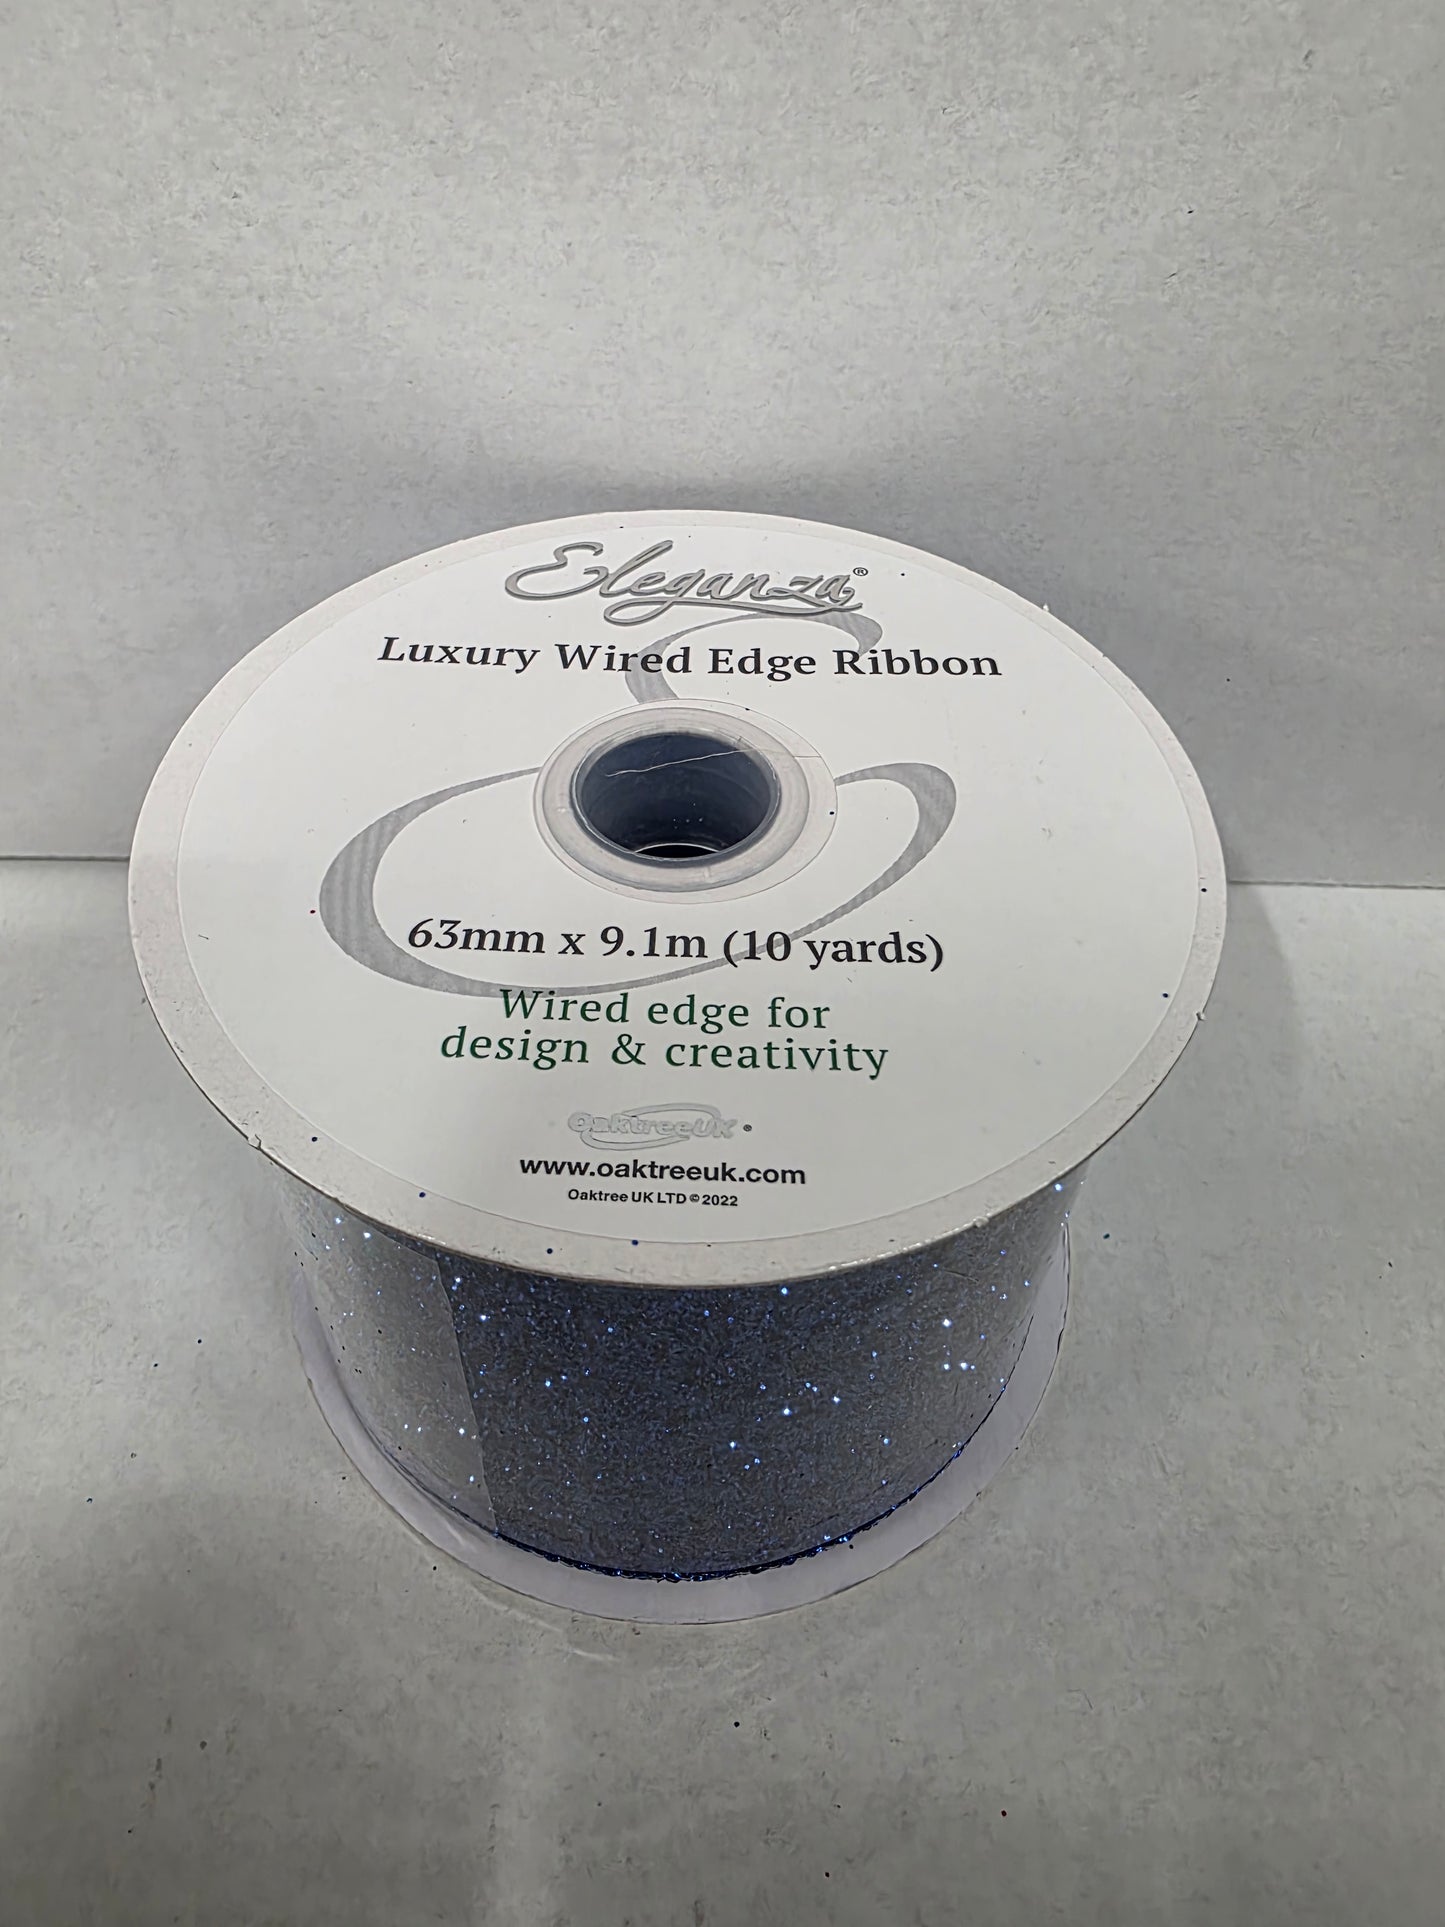 Eleganza®
Luxury Wired Edge Ribbon
63mm x 9.1m (10 yards)
Wired edge for
design & creativity
OaktreeUK®
www.oaktreeuk.com
Oaktree UK LTD © 2022